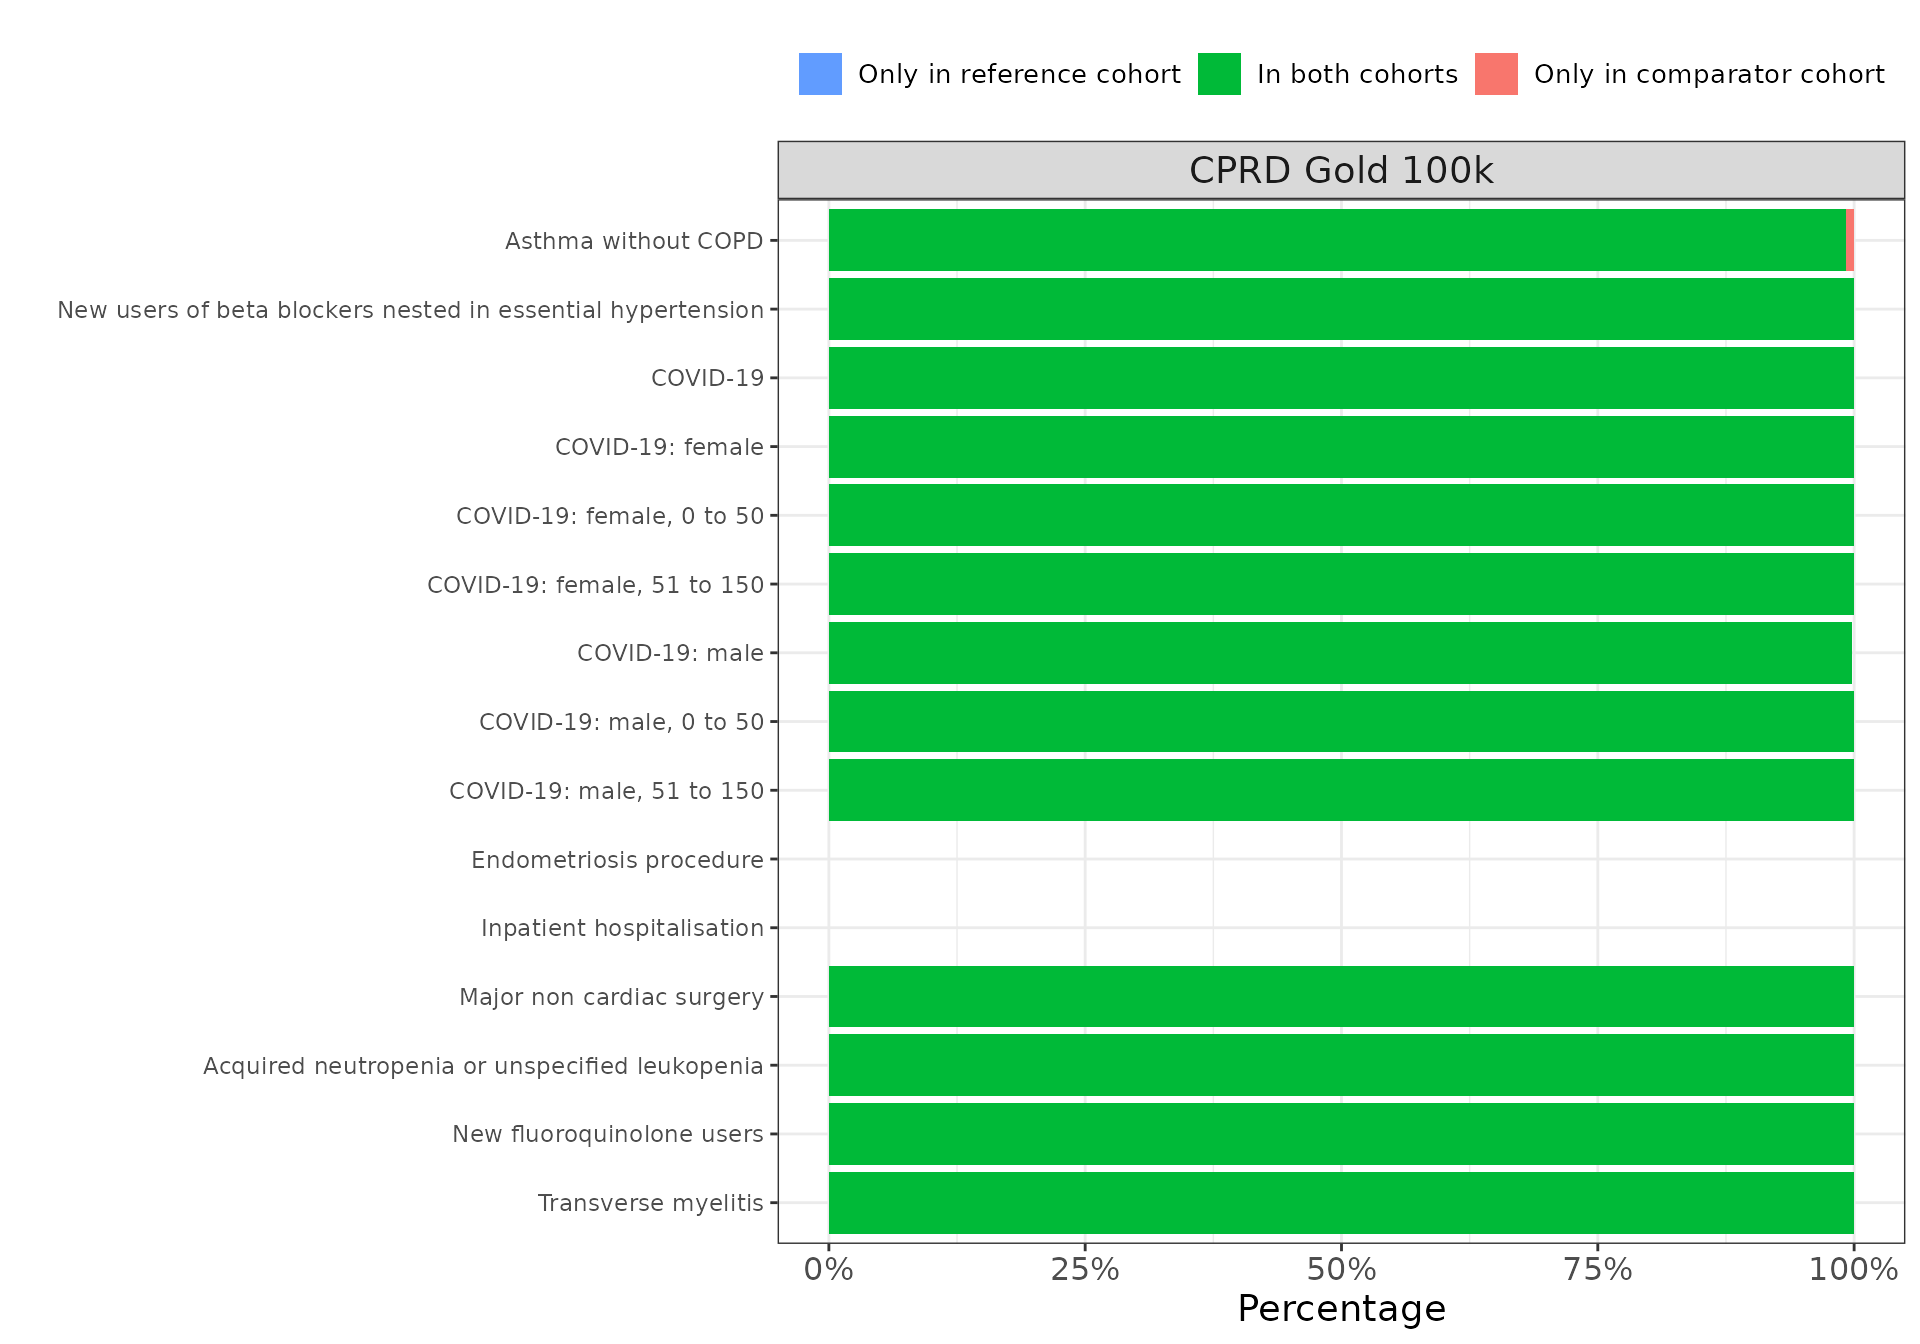 Only in reference cohort In both cohorts Only in comparator cohort
CPRD Gold 100k
Asthma without COPD
New users of beta blockers nested in essential hypertension
COVID-19
COVID-19: female
COVID-19: female, 0 to 50
COVID-19: female, 51 to 150
COVID-19: male
COVID-19: male, 0 to 50
COVID-19: male, 51 to 150
Endometriosis procedure
Inpatient hospitalisation
Major non cardiac surgery
Acquired neutropenia or unspecified leukopenia
New fluoroquinolone users
Transverse myelitis
0% 25% 50% 75% 100%
Percentage